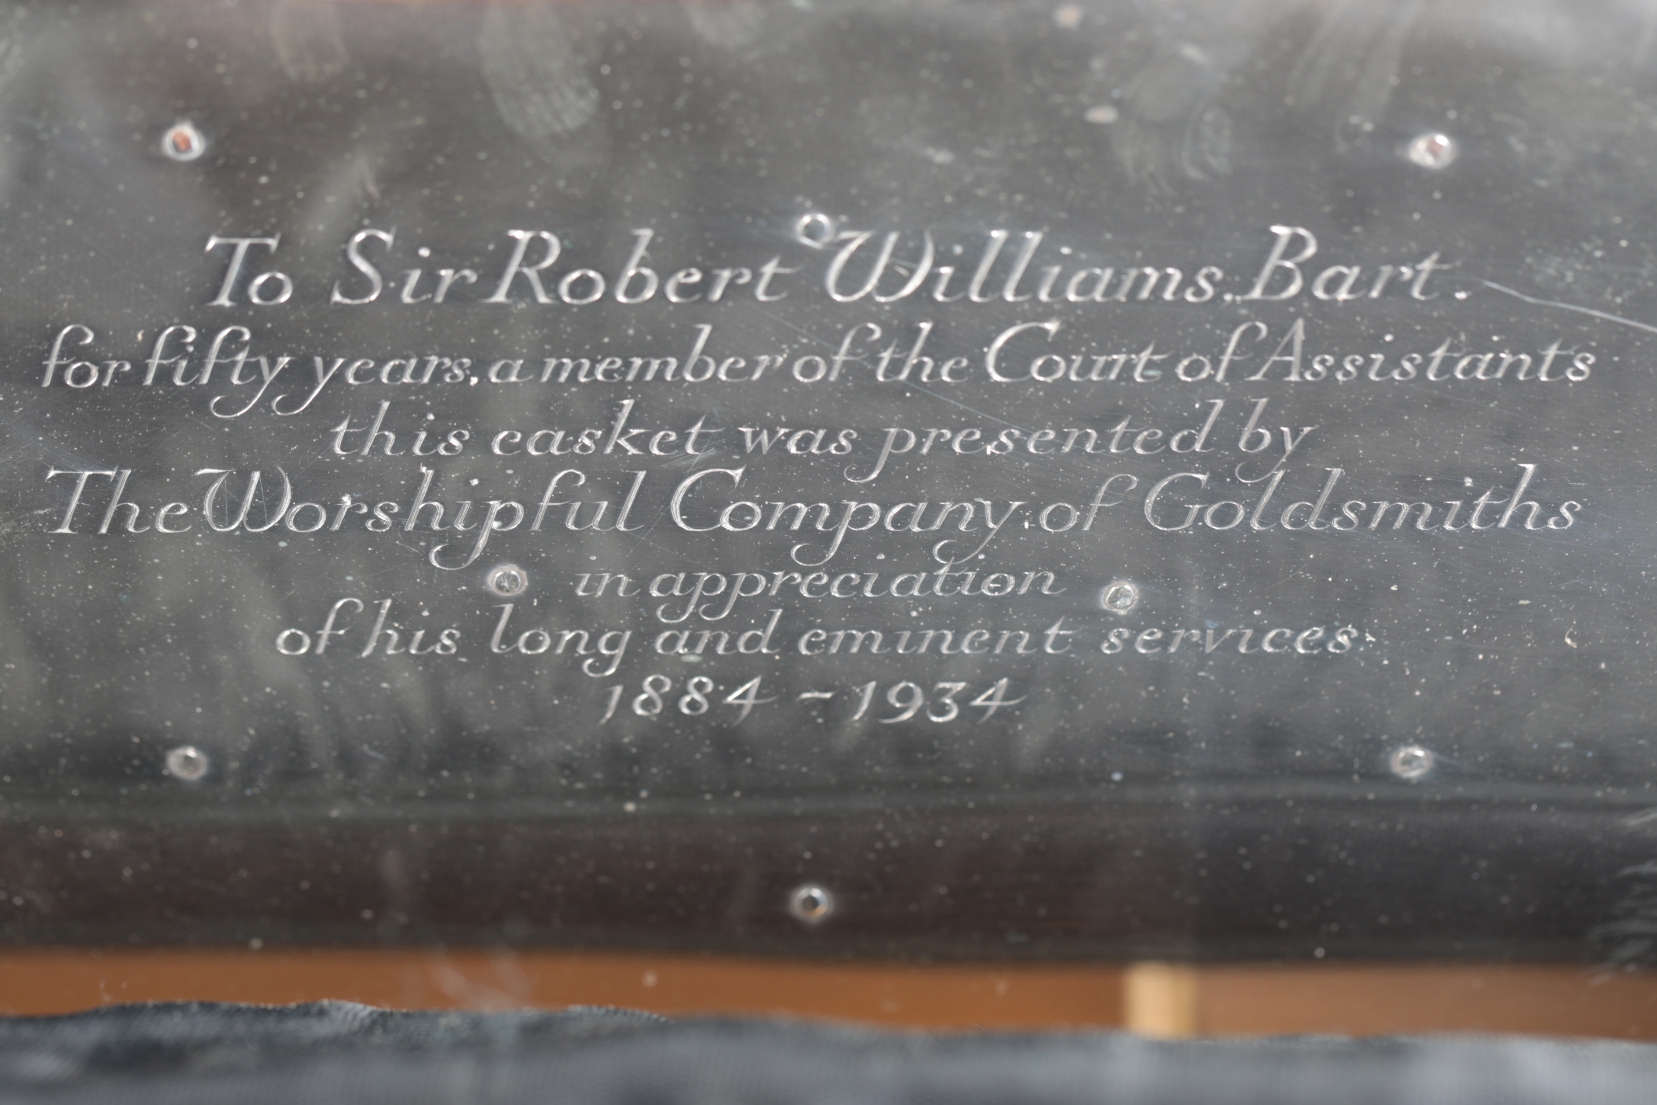 To Sir Robert Williams, Bart.
for fifty years, a member of the Court of Assistants
this casket was presented by
The Worshipful Company of Goldsmiths
in appreciation
of his long and eminent services
1884 - 1934